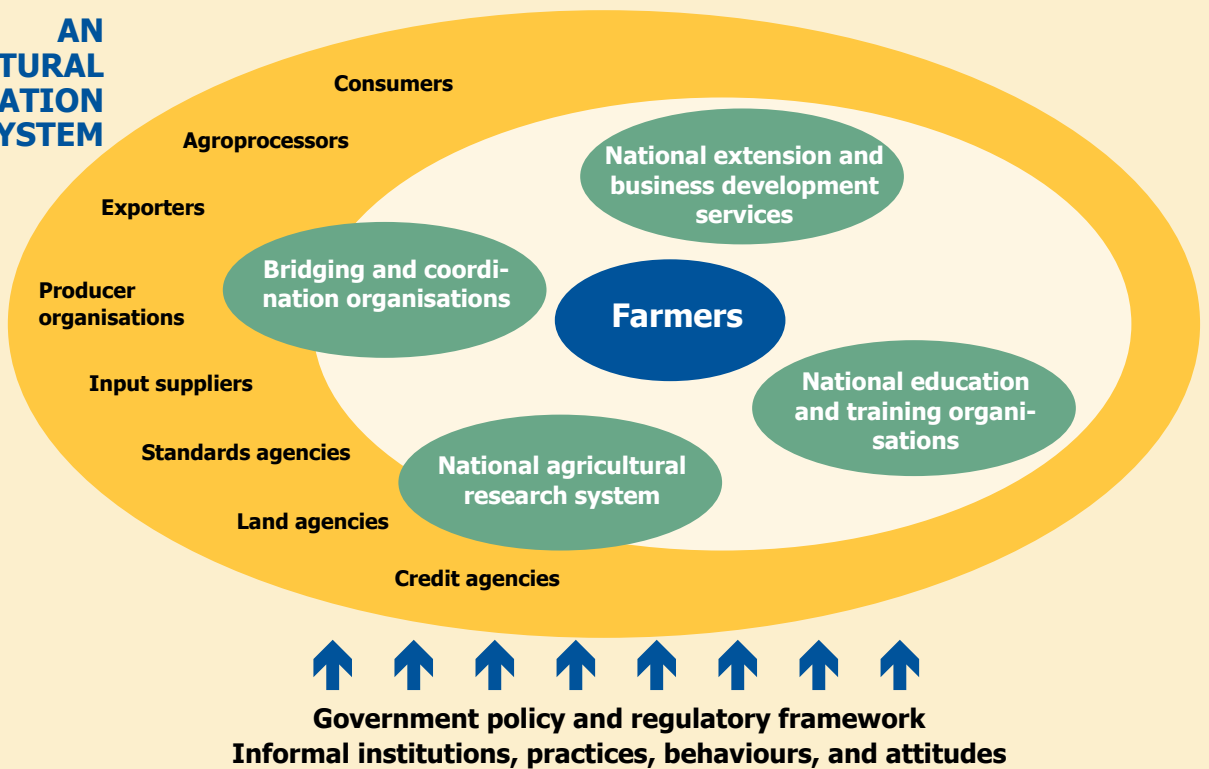 AN
TURAL
ATION
YSTEM
Consumers
Agroprocessors
Exporters
Producer
organisations
Input suppliers
Standards agencies
Land agencies
Credit agencies
National extension and
business development
services
Bridging and coordi-
nation organisations
Farmers
National education
and training organi-
sations
National agricultural
research system
Government policy and regulatory framework
Informal institutions, practices, behaviours, and attitudes